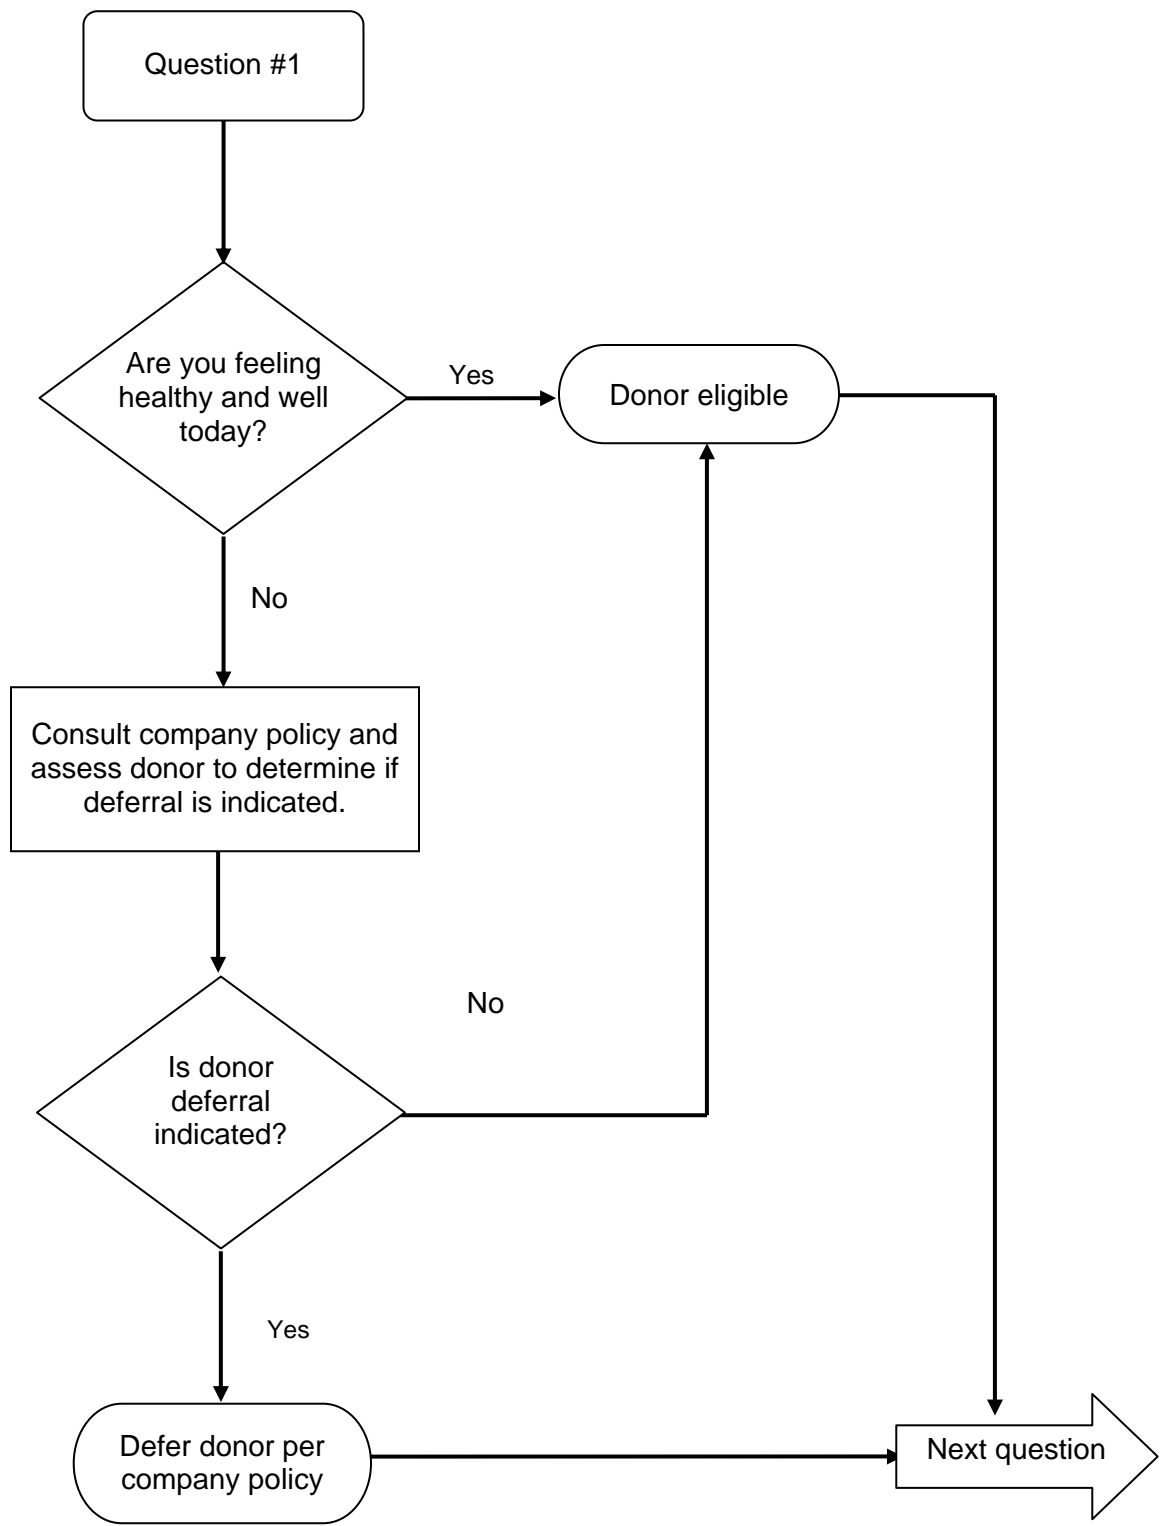 Question #1
Are you feeling
healthy and well
today?
Yes
Donor eligible
No
Consult company policy and
assess donor to determine if
deferral is indicated.
No
Is donor
deferral
indicated?
Yes
Defer donor per
company policy
Next question